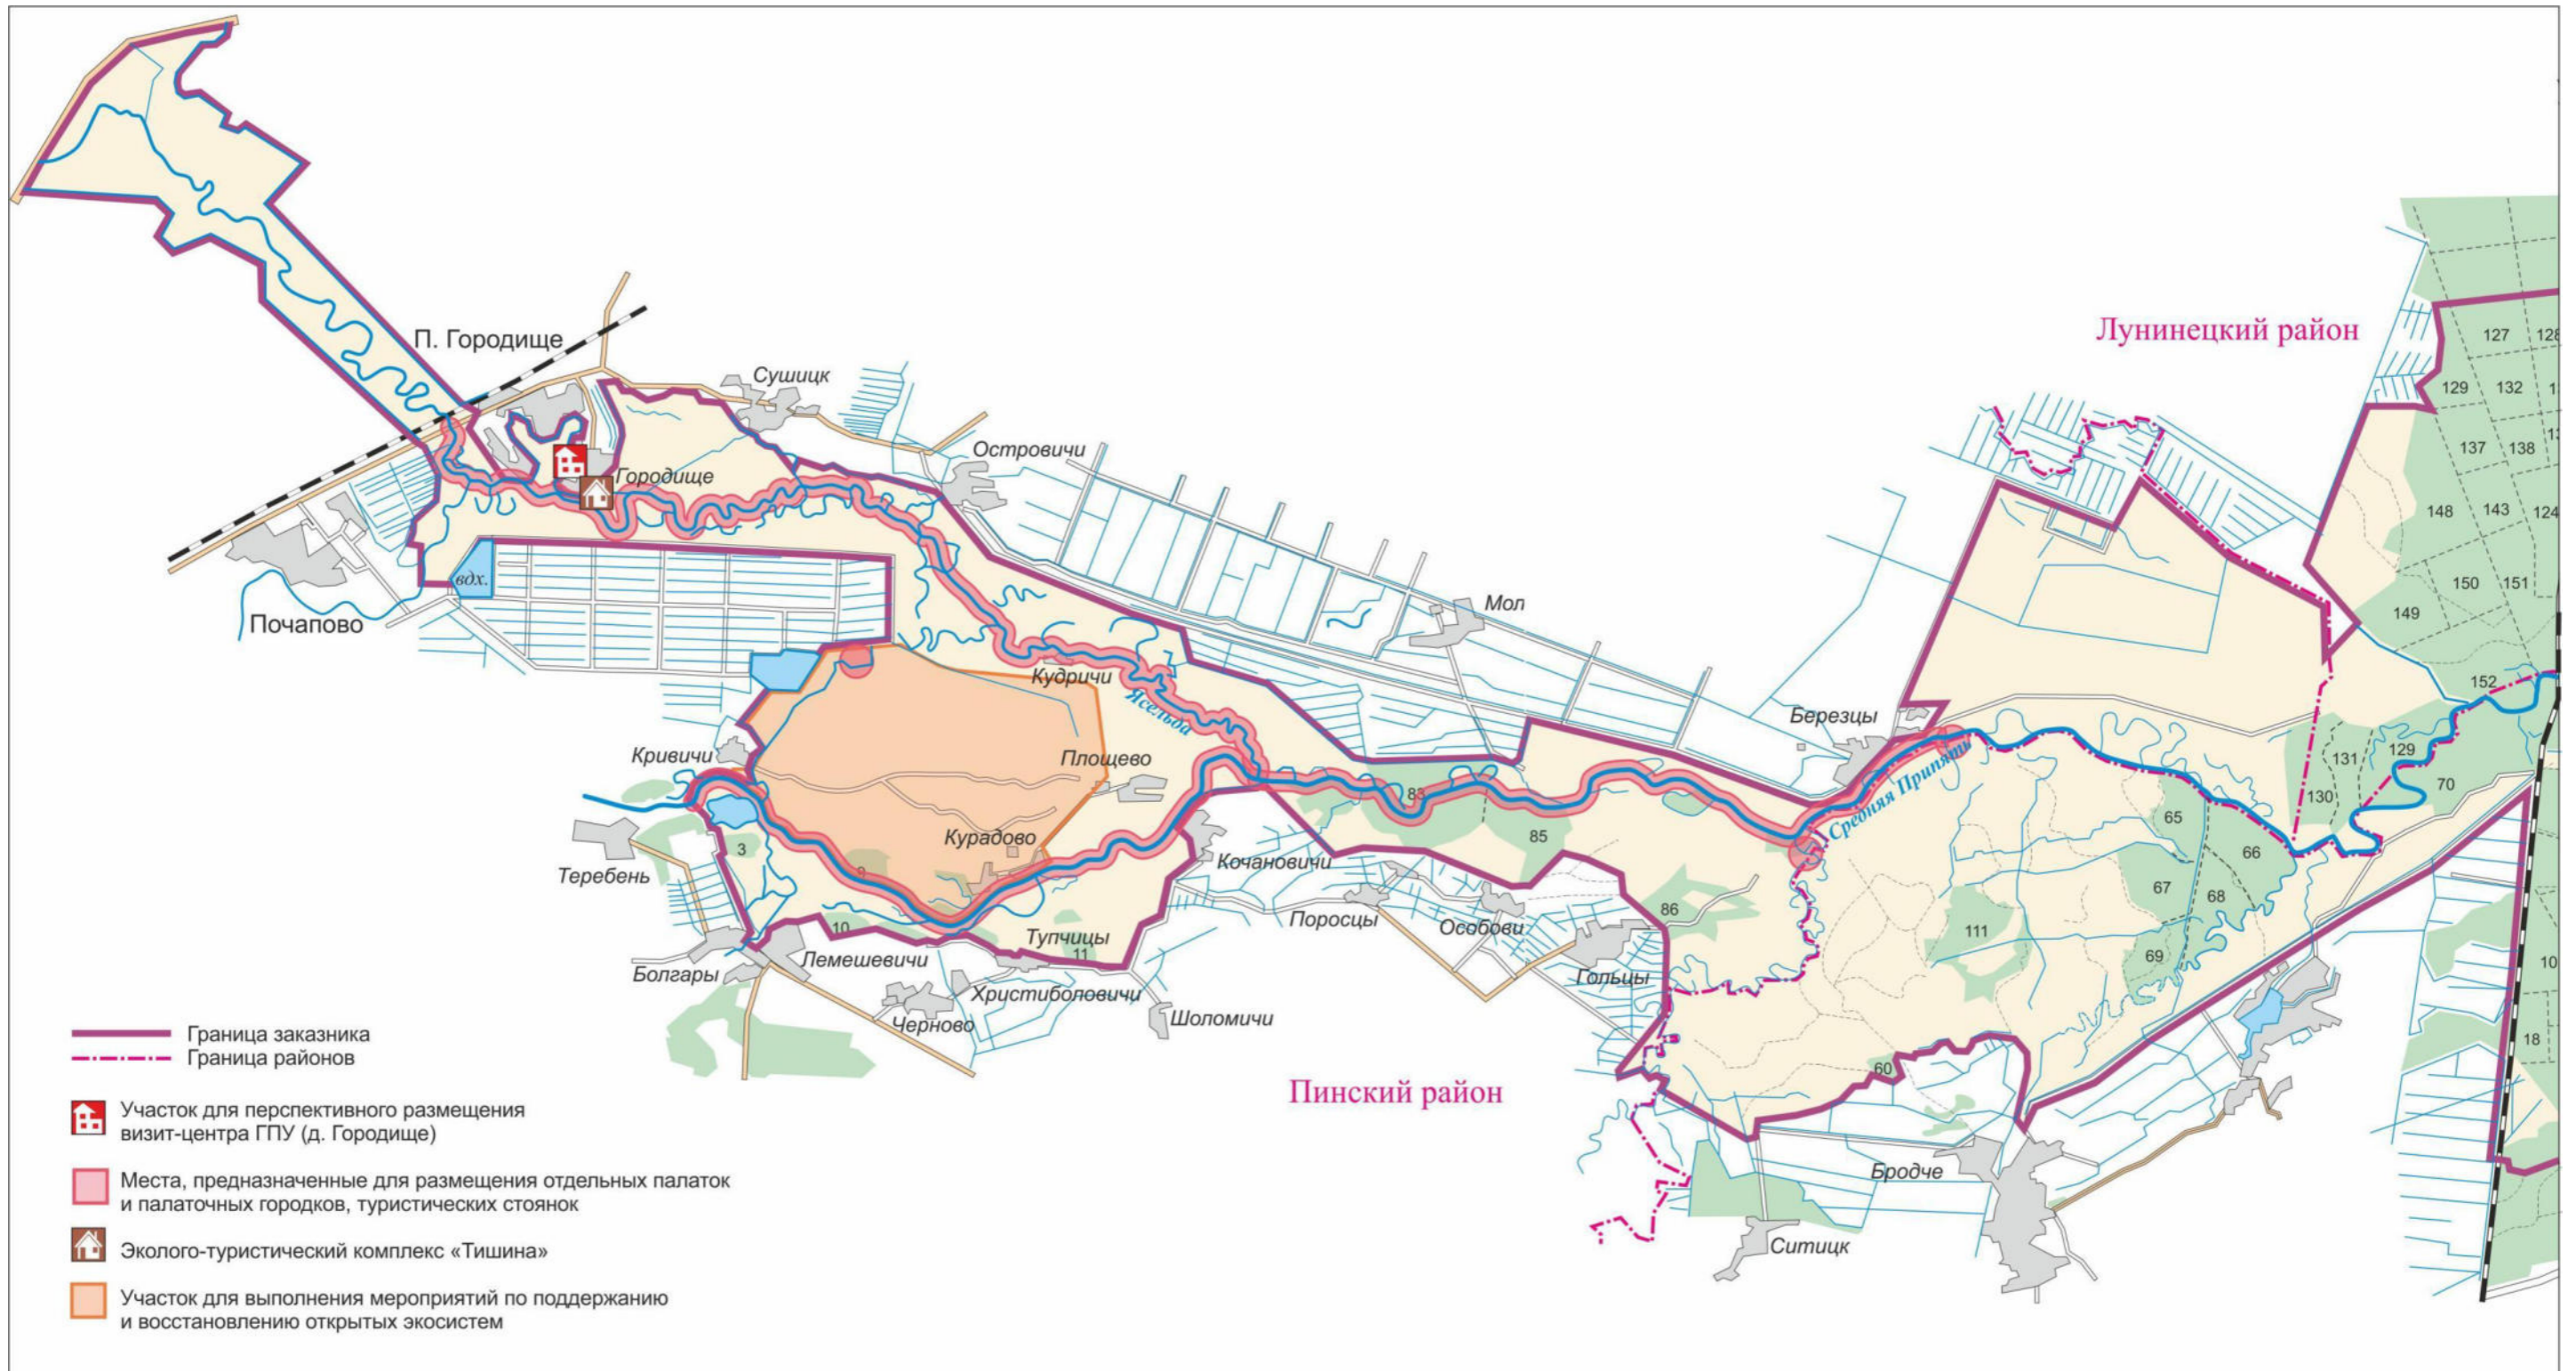 Лунинецкий район
П. Городище
127
128
129
132
Сушицк
Островичи
137
138
Городище
148
143
124
вдх.
150
151
149
Мол
Почапово
Кудричи
152
Ясельда
Березцы
Кривичи
Площево
Средняя Припять
131
129
130
70
83
65
Курадово
85
3
66
Кочановичи
9
Теребень
67
68
Поросцы
Особови
86
10
Тупчицы
11
111
69
10
Лемешевичи
Болгары
Гольцы
Христиболовичи
Черново
Шоломичи
18
60
Пинский район
Бродче
Ситицк
Граница заказника
Граница районов
Участок для перспективного размещения
визит-центра ГПУ (д. Городище)
Места, предназначенные для размещения отдельных палаток
и палаточных городков, туристических стоянок
Эколого-туристический комплекс «Тишина»
Участок для выполнения мероприятий по поддержанию
и восстановлению открытых экосистем